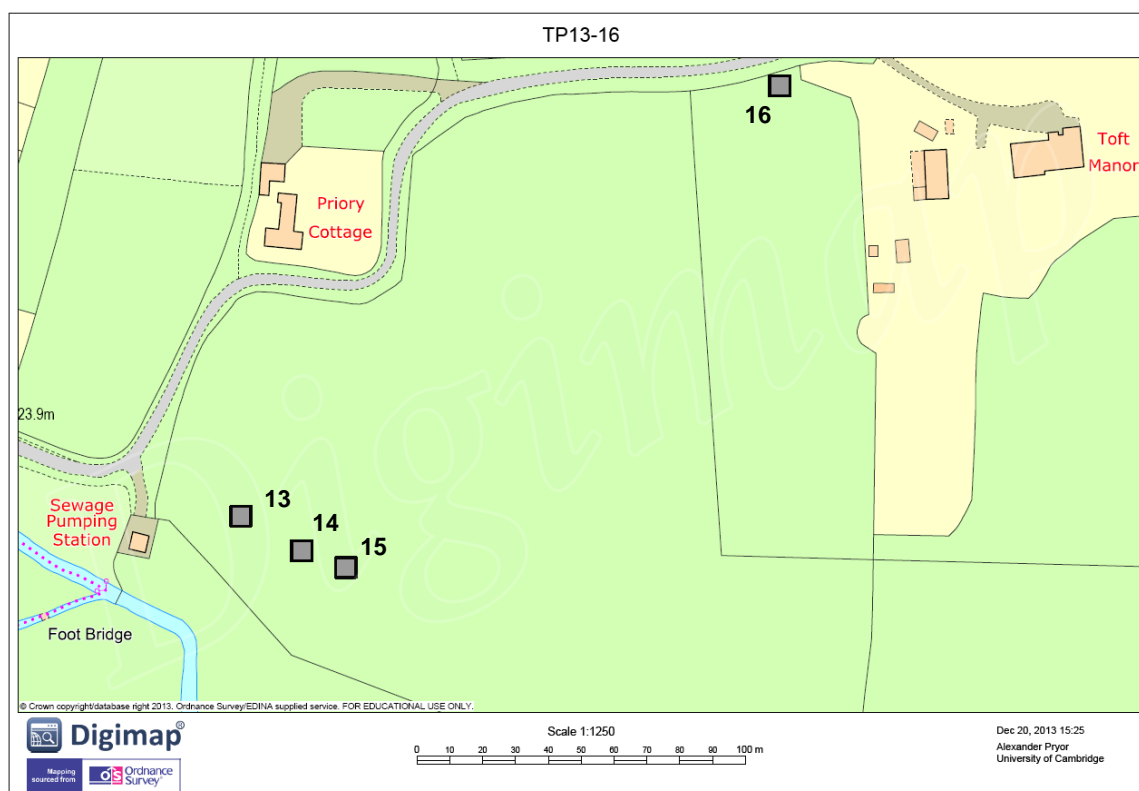 TP13-16
16
Toft
Manor
Priory
Cottage
23.9m
Sewage
Pumping
Station
13
14
15
Foot Bridge
Digimap
© Crown copyright/database right 2013. Ordnance Survey/EDINA supplied service. FOR EDUCATIONAL USE ONLY.
Digimap®
Mapping
sourced from
OS Ordnance
Survey®
Scale 1:1250
0 10 20 30 40 50 60 70 80 90 100 m
Dec 20, 2013 15:25
Alexander Pryor
University of Cambridge